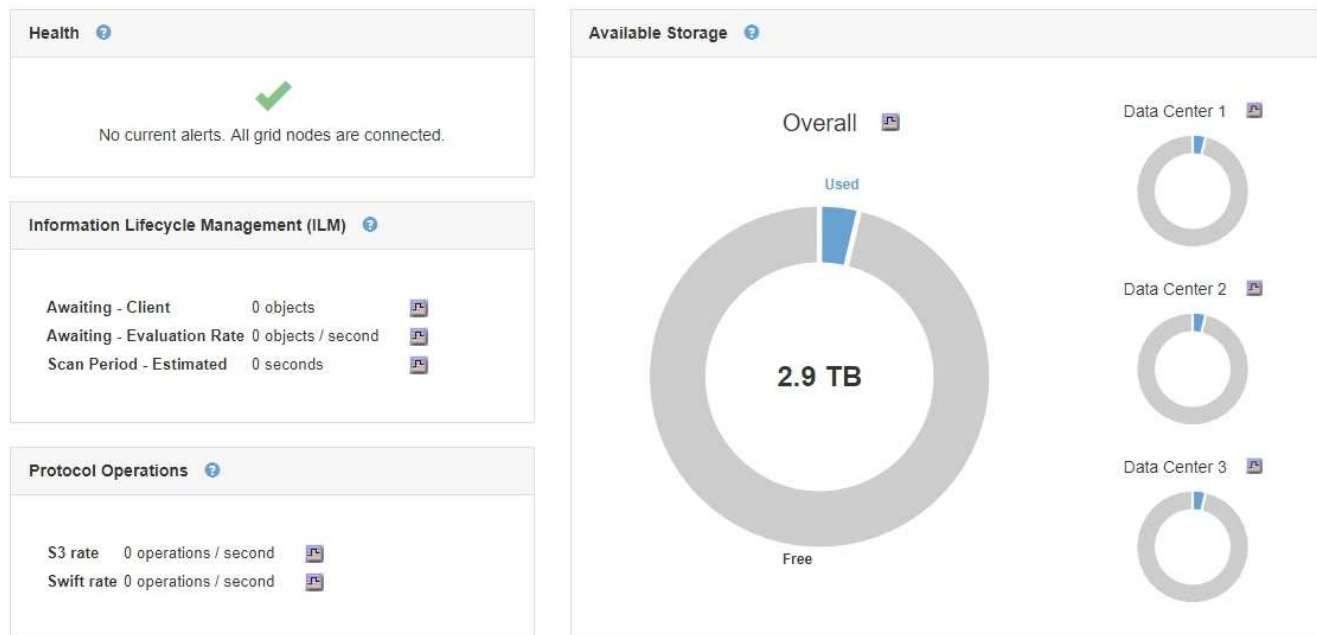 Health
No current alerts. All grid nodes are connected.
Information Lifecycle Management (ILM)
Awaiting - Client 0 objects
Awaiting - Evaluation Rate 0 objects / second
Scan Period - Estimated 0 seconds
Protocol Operations
S3 rate 0 operations / second
Swift rate 0 operations / second
Available Storage
Overall
Used
2.9 TB
Free
Data Center 1
Data Center 2
Data Center 3